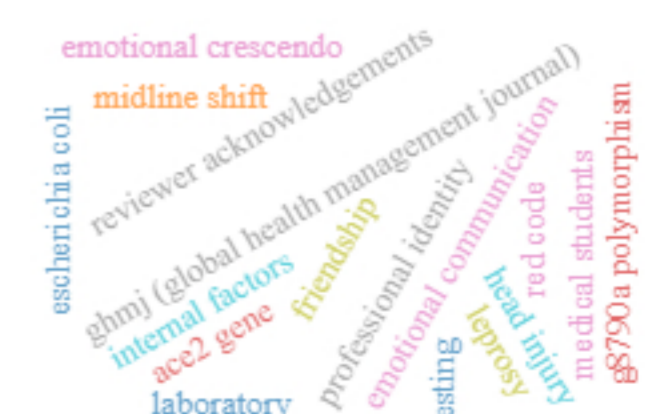 emotional crescendo
midline shift
reviewer acknowledgements
ghmj (global health management journal)
escherichia coli
internal factors
ace2 gene
friendship
professional identity
emotional communication
red code
medical students
g8790a polymorphism
head injury
leprosy
esting
laboratory